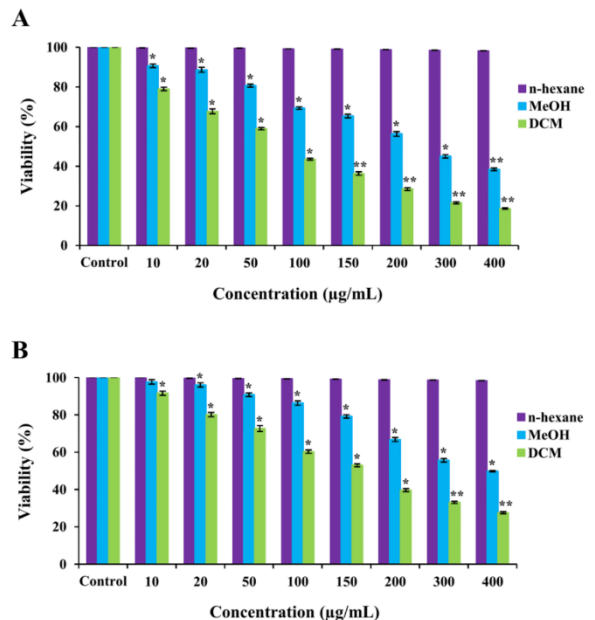 A
100
80
60
40
20
0
Viability (%)
* * * * * * * * * * * ** * ** * ** ** **
Control 10 20 50 100 150 200 300 400
Concentration (µg/mL)
n-hexane
MeOH
DCM
B
100
80
60
40
20
0
Viability (%)
* * * * * * * * * * * * * ** * **
Control 10 20 50 100 150 200 300 400
Concentration (µg/mL)
n-hexane
MeOH
DCM